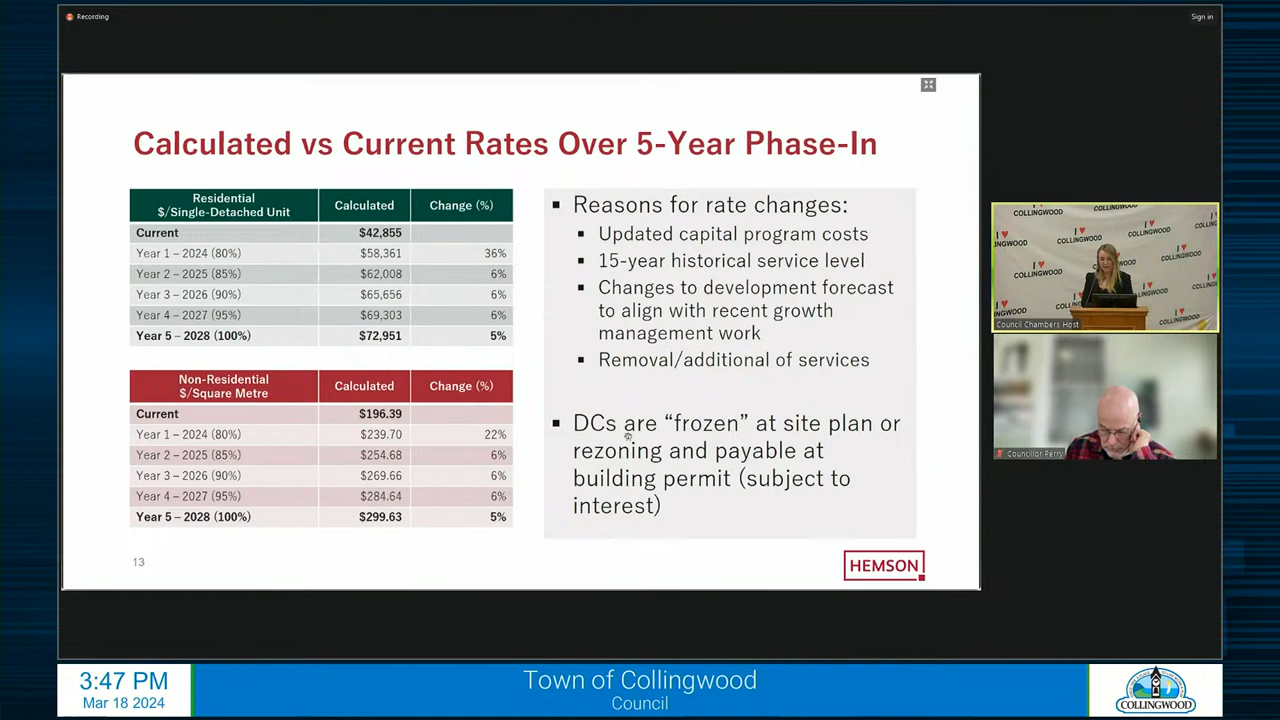 Recording
Sign in
Calculated vs Current Rates Over 5-Year Phase-In
Residential
$/Single-Detached Unit
Calculated
Change (%)
Current $42,855
Year 1 – 2024 (80%) $58,361 36%
Year 2 – 2025 (85%) $62,008 6%
Year 3 – 2026 (90%) $65,656 6%
Year 4 – 2027 (95%) $69,303 6%
Year 5 – 2028 (100%) $72,951 5%
Non-Residential
$/Square Metre
Calculated
Change (%)
Current $196.39
Year 1 – 2024 (80%) $239.70 22%
Year 2 – 2025 (85%) $254.68 6%
Year 3 – 2026 (90%) $269.66 6%
Year 4 – 2027 (95%) $284.64 6%
Year 5 – 2028 (100%) $299.63 5%
▪ Reasons for rate changes:
▪ Updated capital program costs
▪ 15-year historical service level
▪ Changes to development forecast
to align with recent growth
management work
▪ Removal/additional of services
▪ DCs are “frozen” at site plan or
rezoning and payable at
building permit (subject to
interest)
13
HEMSON
I ♥
COLLINGWOOD
Council Chambers Host
Councillor Perry
3:47 PM
Mar 18 2024
Town of Collingwood
Council
COLLINGWOOD